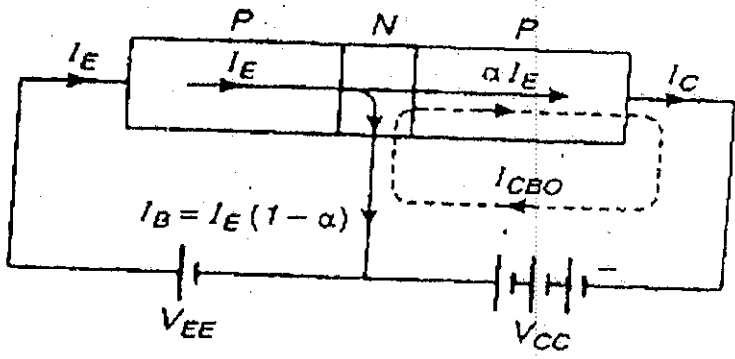 P N P
I_E I_E αI_E I_C
I_CBO
I_B = I_E (1 - α)
−
V_EE V_CC